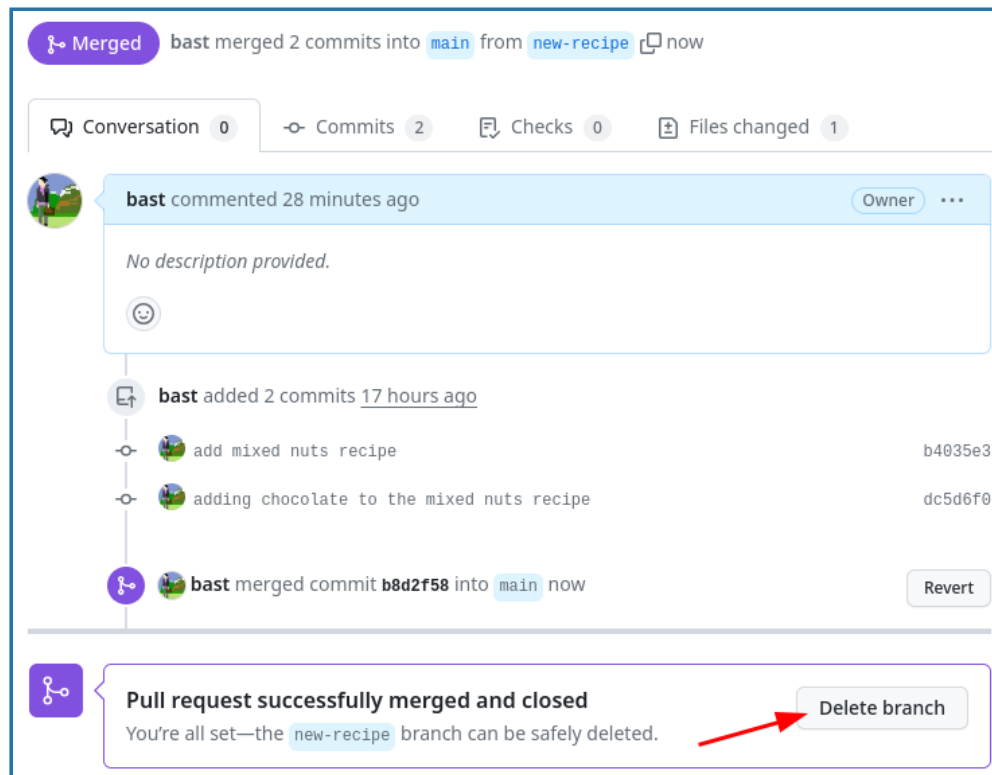 Merged bast merged 2 commits into main from new-recipe now
Conversation 0 Commits 2 Checks 0 Files changed 1
bast commented 28 minutes ago Owner ...
No description provided.
bast added 2 commits 17 hours ago
add mixed nuts recipe b4035e3
adding chocolate to the mixed nuts recipe dc5d6f0
bast merged commit b8d2f58 into main now Revert
Pull request successfully merged and closed
Delete branch
You're all set—the new-recipe branch can be safely deleted.